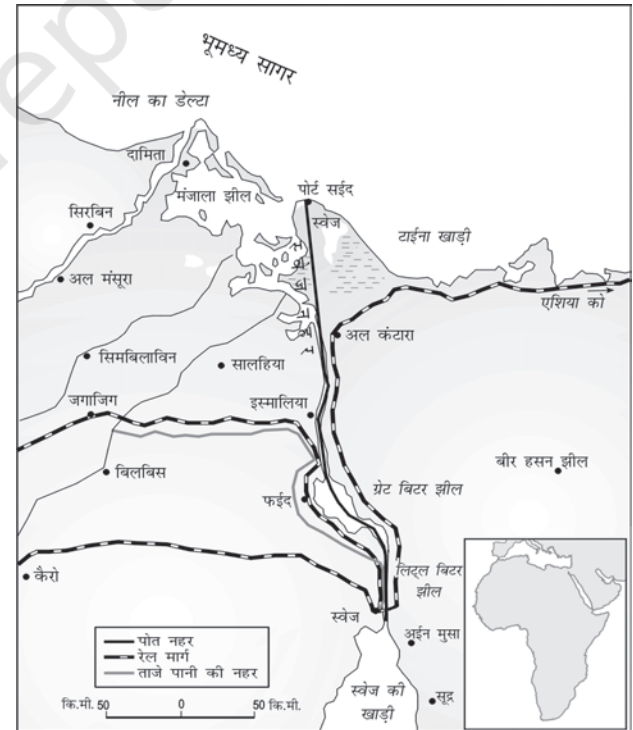 भूमध्य सागर
नील का डेल्टा
दामिता
मंजाला झील
पोर्ट सईद
स्वेज
सिरबिन
टाईना खाड़ी
अल मंसूरा
एशिया को
अल कंटारा
सिमबिलाविन
सालहिया
जगाजिग
इस्मालिया
बीर हसन झील
बिलबिस
फईद
ग्रेट बिटर झील
कैरो
लिट्ल बिटर
झील
स्वेज
अईन मुसा
पोत नहर
रेल मार्ग
ताजे पानी की नहर
स्वेज की
खाड़ी
सूद्र
कि.मी. 50 0 50 कि.मी.